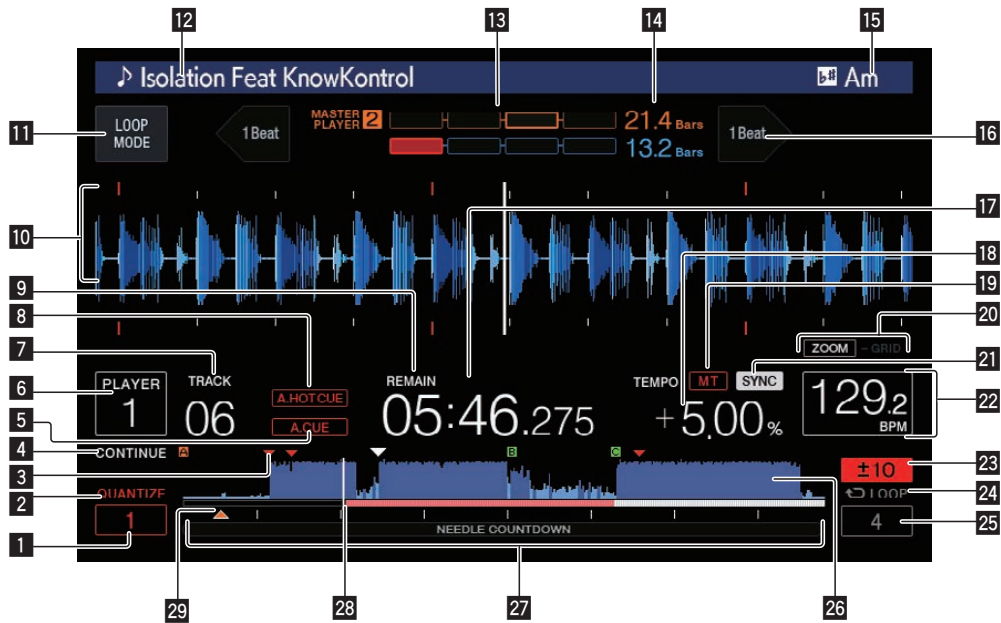 12 13 14 15
♪ Isolation Feat KnowKontrol ♭♯ Am
11 LOOP MODE 1Beat MASTER PLAYER 2 21.4 Bars 1Beat 16
13.2 Bars
10 17
18
9 19
8 20
7 ZOOM - GRID 21
6 PLAYER 1 TRACK 06 A.HOTCUE REMAIN 05:46.275 TEMPO MT SYNC +5,00% 129.2 BPM 22
5 A.CUE
4 CONTINUE A B C
3 ±10 23
2 QUANTIZE LOOP 24
1 1 NEEDLE COUNTDOWN 4 25
29 28 27 26